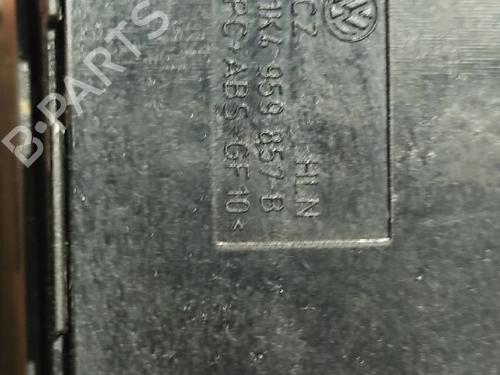 CZ
1K4 959 857 B
HLN
PC+ABS-GF10<
B-PARTS